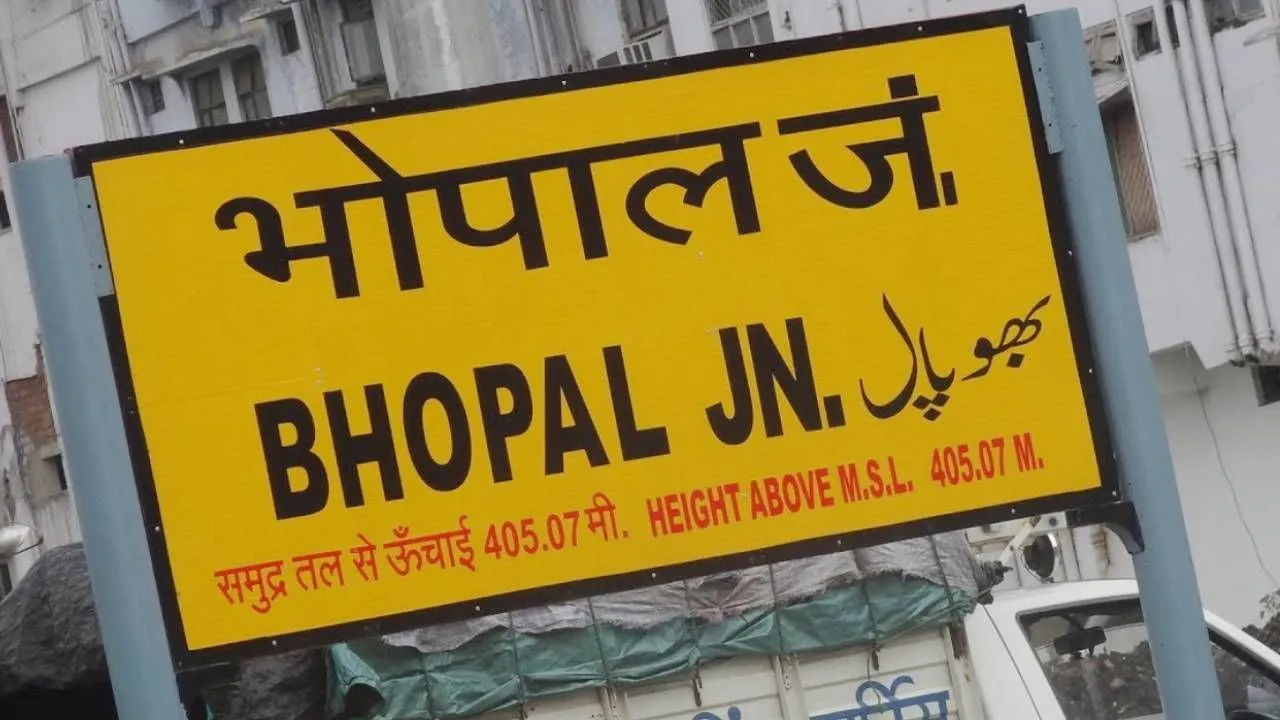 भोपाल जं.
BHOPAL JN. بھوپال
समुद्र तल से ऊँचाई 405.07 मी. HEIGHT ABOVE M.S.L. 405.07 M.